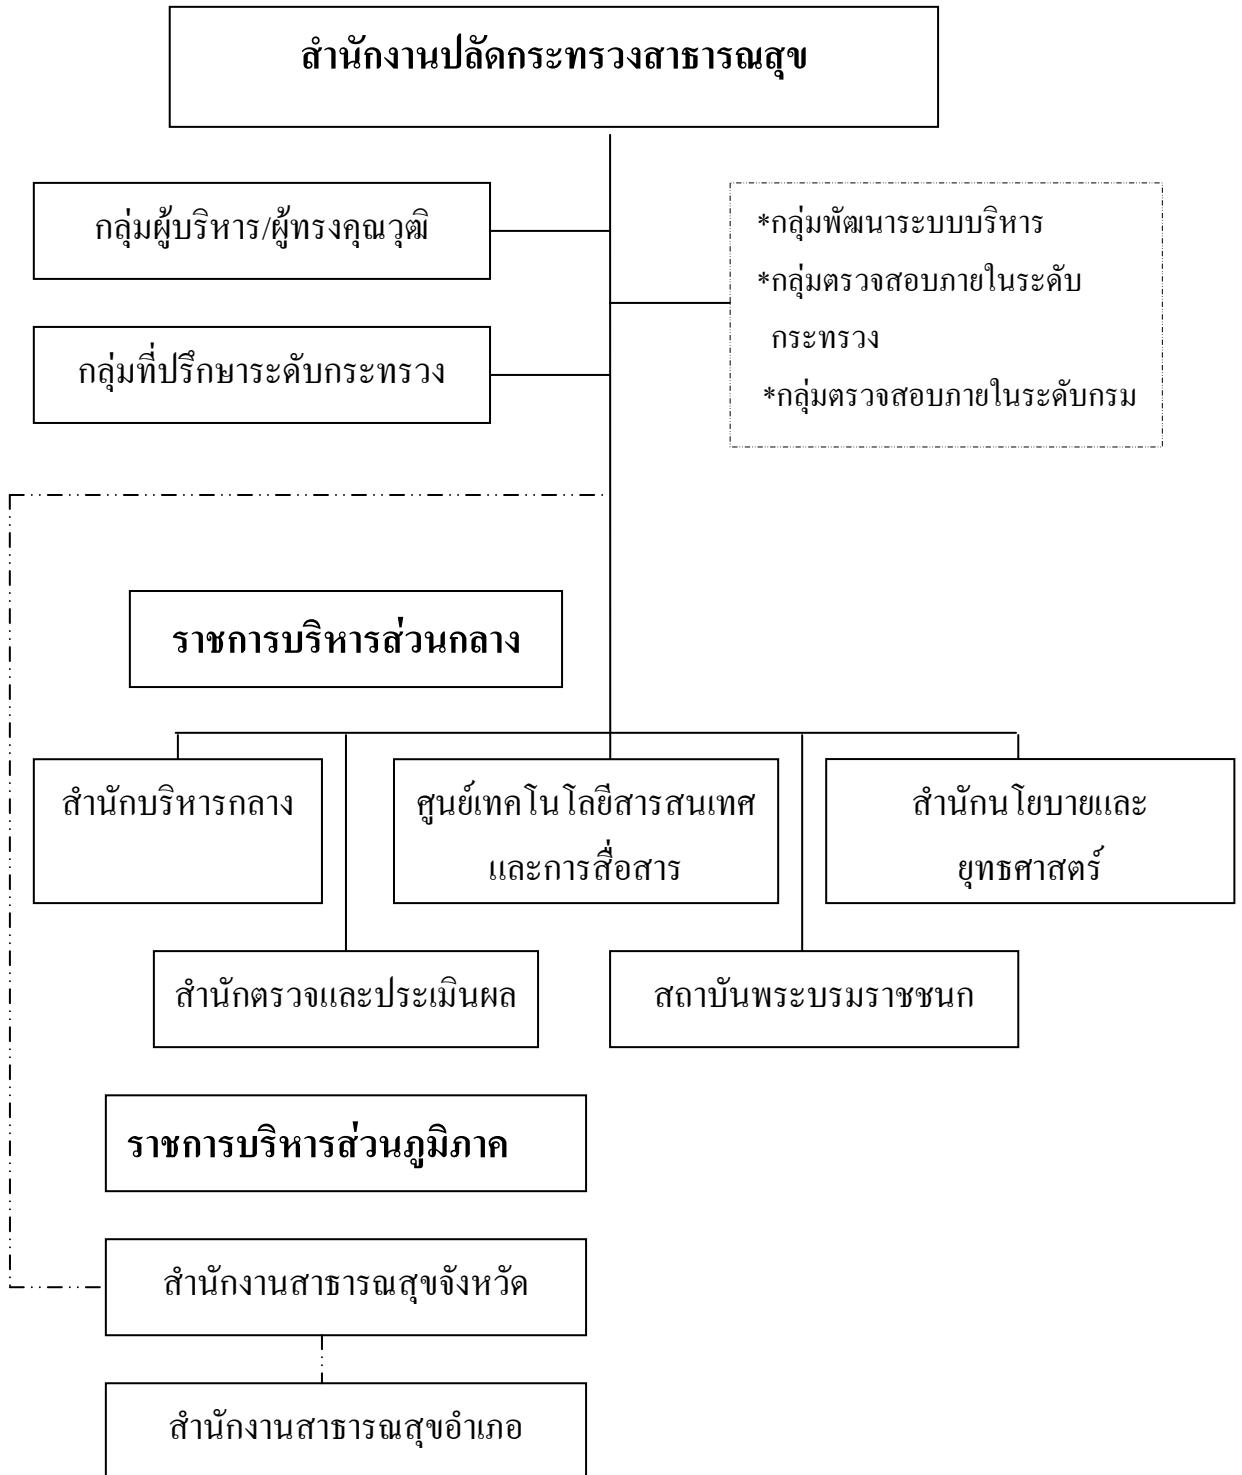 สำนักงานปลัดกระทรวงสาธารณสุข
กลุ่มผู้บริหาร/ผู้ทรงคุณวุฒิ
*กลุ่มพัฒนาระบบบริหาร
*กลุ่มตรวจสอบภายในระดับ
กระทรวง
*กลุ่มตรวจสอบภายในระดับกรม
กลุ่มที่ปรึกษาระดับกระทรวง
ราชการบริหารส่วนกลาง
สำนักบริหารกลาง
ศูนย์เทคโนโลยีสารสนเทศ
และการสื่อสาร
สำนักนโยบายและ
ยุทธศาสตร์
สำนักตรวจและประเมินผล
สถาบันพระบรมราชชนก
ราชการบริหารส่วนภูมิภาค
สำนักงานสาธารณสุขจังหวัด
สำนักงานสาธารณสุขอำเภอ